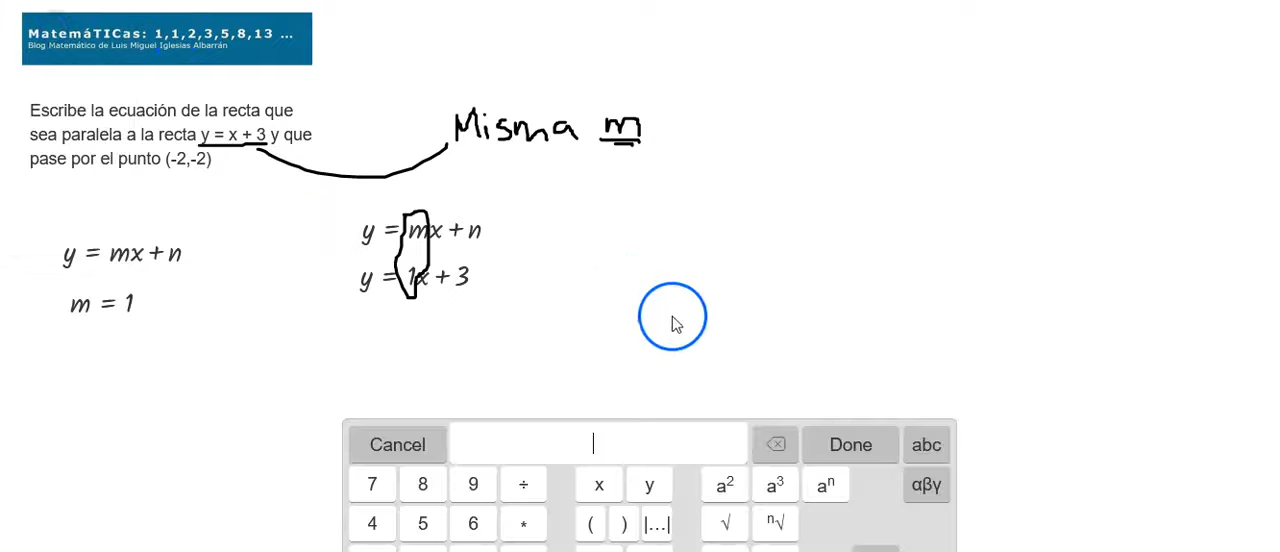 MatemáTICas: 1,1,2,3,5,8,13 ...
Blog Matemático de Luis Miguel Iglesias Albarrán
Escribe la ecuación de la recta que
sea paralela a la recta y = x + 3 y que
pase por el punto (-2,-2)
Misma m
y = mx + n
m = 1
y = mx + n
y = 1x + 3
Cancel Done abc
7 8 9 ÷ x y a² a³ aⁿ αβγ
4 5 6 * ( ) |...| √ ⁿ√